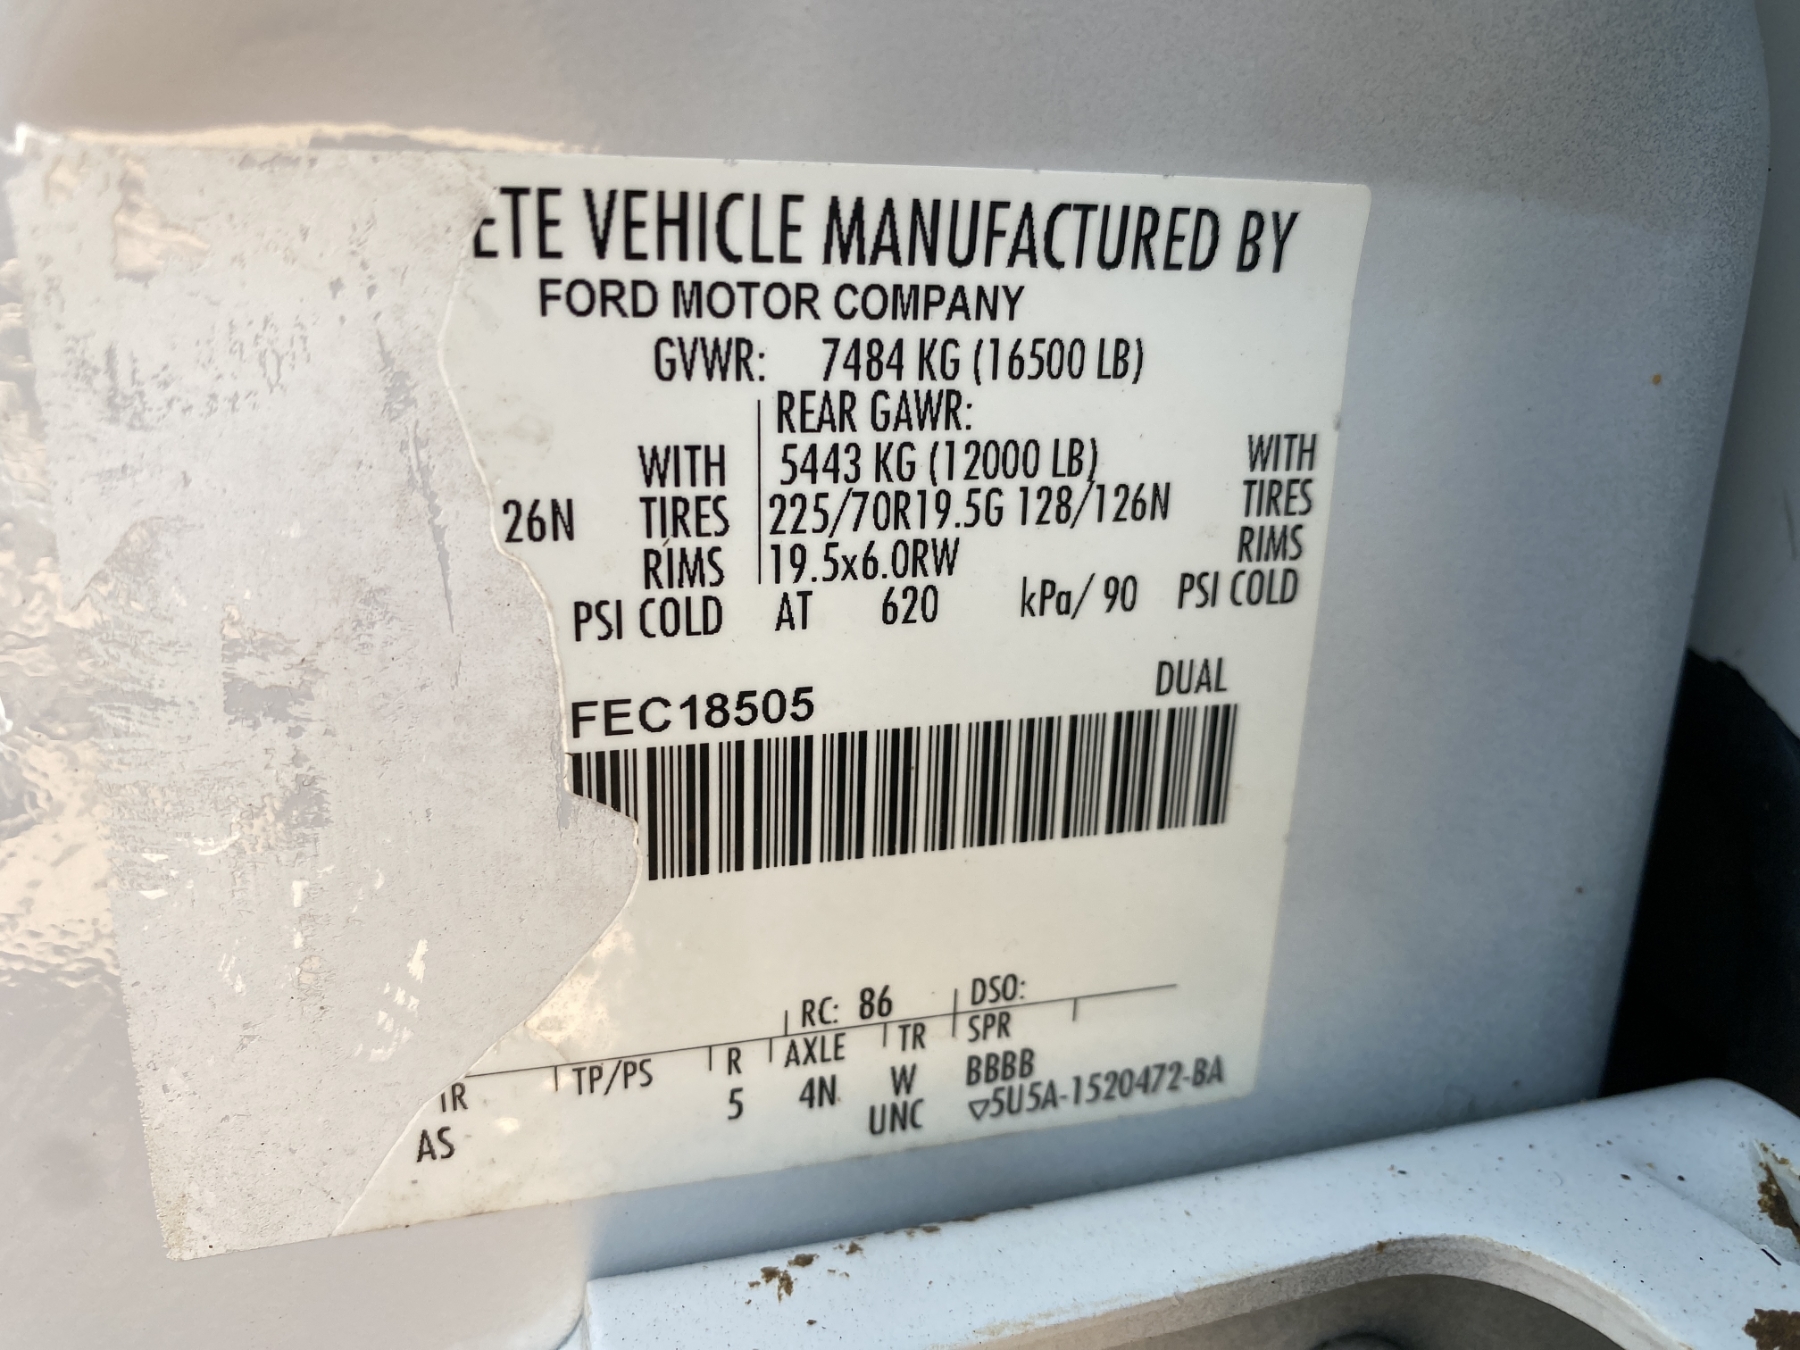 ETE VEHICLE MANUFACTURED BY
FORD MOTOR COMPANY
GVWR: 7484 KG (16500 LB)
REAR GAWR:
WITH 5443 KG (12000 LB) WITH
26N TIRES 225/70R19.5G 128/126N TIRES
RIMS 19.5x6.0RW RIMS
PSI COLD AT 620 kPa/ 90 PSI COLD
FEC18505 DUAL
RC: 86 DSO:
TP/PS R AXLE TR SPR
AS 5 4N W BBBB
UNC ▽5U5A-1520472-BA